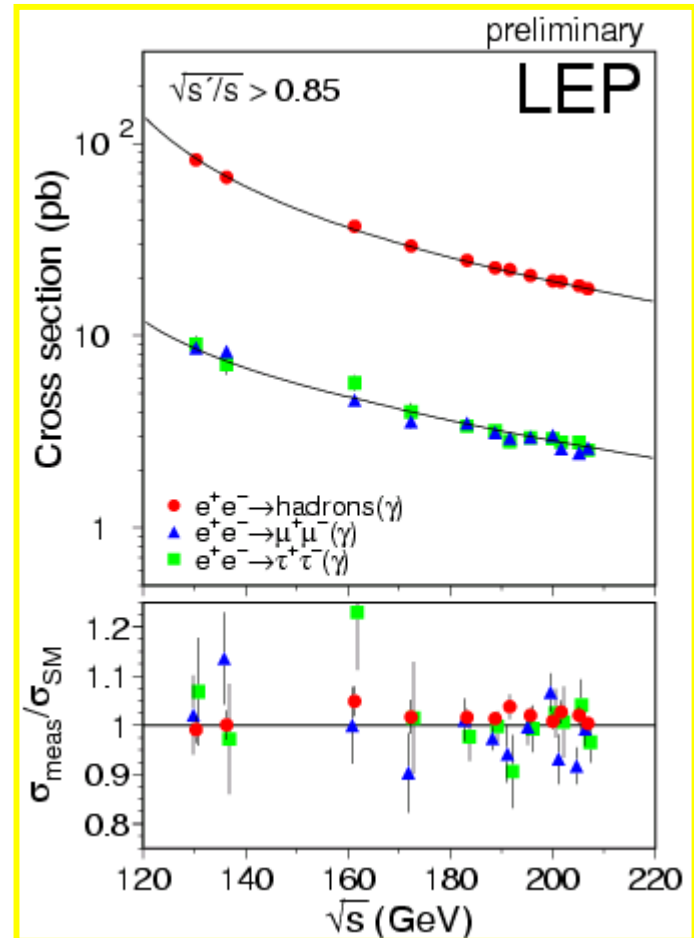 preliminary
LEP
√s´/s > 0.85
10²
10
1
Cross section (pb)
e⁺e⁻→hadrons(γ)
e⁺e⁻→μ⁺μ⁻(γ)
e⁺e⁻→τ⁺τ⁻(γ)
1.2
1.1
1
0.9
0.8
σmeas/σSM
120 140 160 180 200 220
√s (GeV)